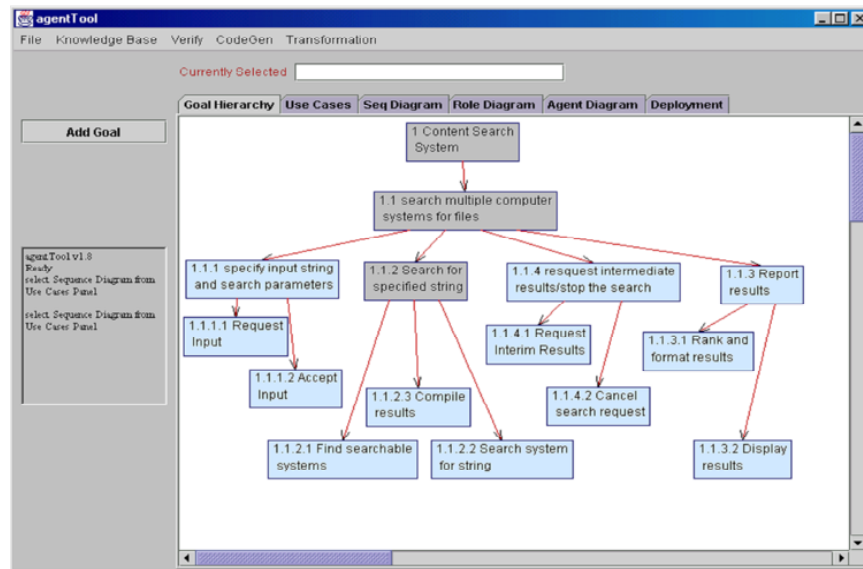 agentTool
File Knowledge Base Verify CodeGen Transformation
Currently Selected
Goal Hierarchy Use Cases Seq Diagram Role Diagram Agent Diagram Deployment
Add Goal
agentTool v1.8
Ready
select Sequence Diagram from
Use Cases Panel
select Sequence Diagram from
Use Cases Panel
1 Content Search
System
1.1 search multiple computer
systems for files
1.1.1 specify input string
and search parameters
1.1.2 Search for
specified string
1.1.4 resquest intermediate
results/stop the search
1.1.3 Report
results
1.1.1.1 Request
Input
1.1.4.1 Request
Interim Results
1.1.3.1 Rank and
format results
1.1.1.2 Accept
Input
1.1.2.3 Compile
results
1.1.4.2 Cancel
search request
1.1.2.1 Find searchable
systems
1.1.2.2 Search system
for string
1.1.3.2 Display
results